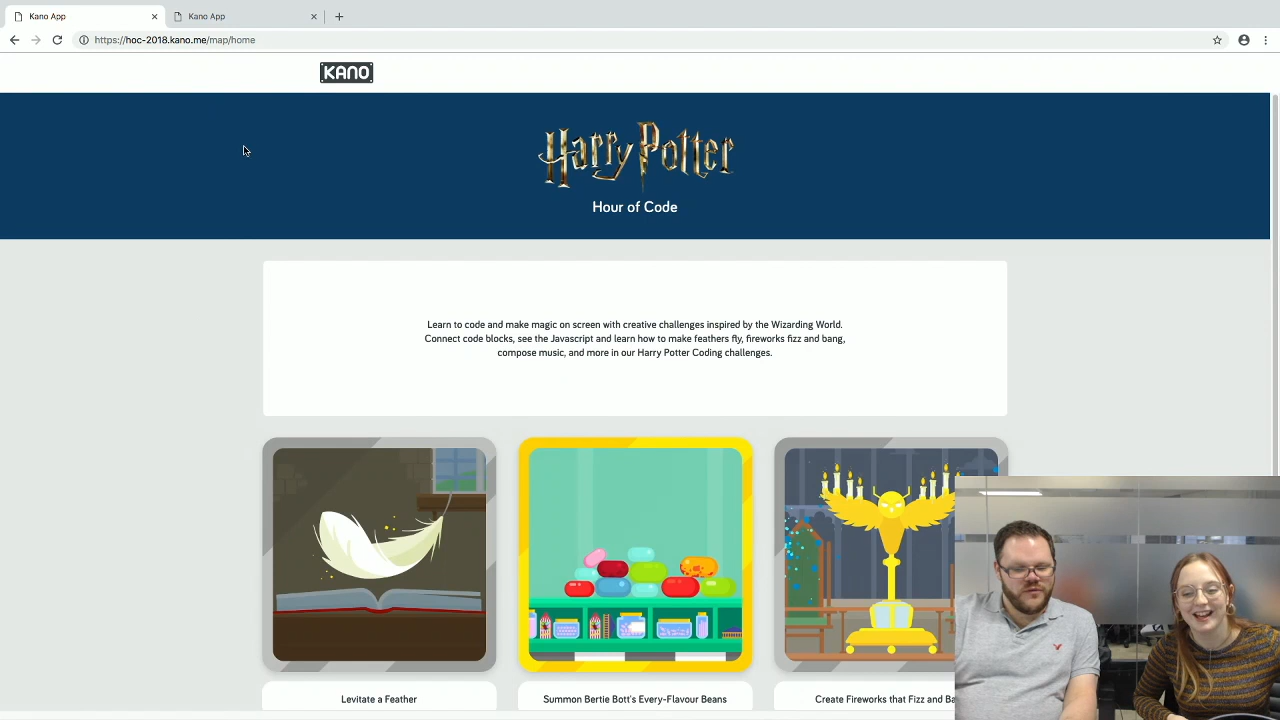 Kano App
Kano App
https://hoc-2018.kano.me/map/home
KANO
Harry Potter
Hour of Code
Learn to code and make magic on screen with creative challenges inspired by the Wizarding World.
Connect code blocks, see the Javascript and learn how to make feathers fly, fireworks fizz and bang,
compose music, and more in our Harry Potter Coding challenges.
Levitate a Feather
Summon Bertie Bott's Every-Flavour Beans
Create Fireworks that Fizz and